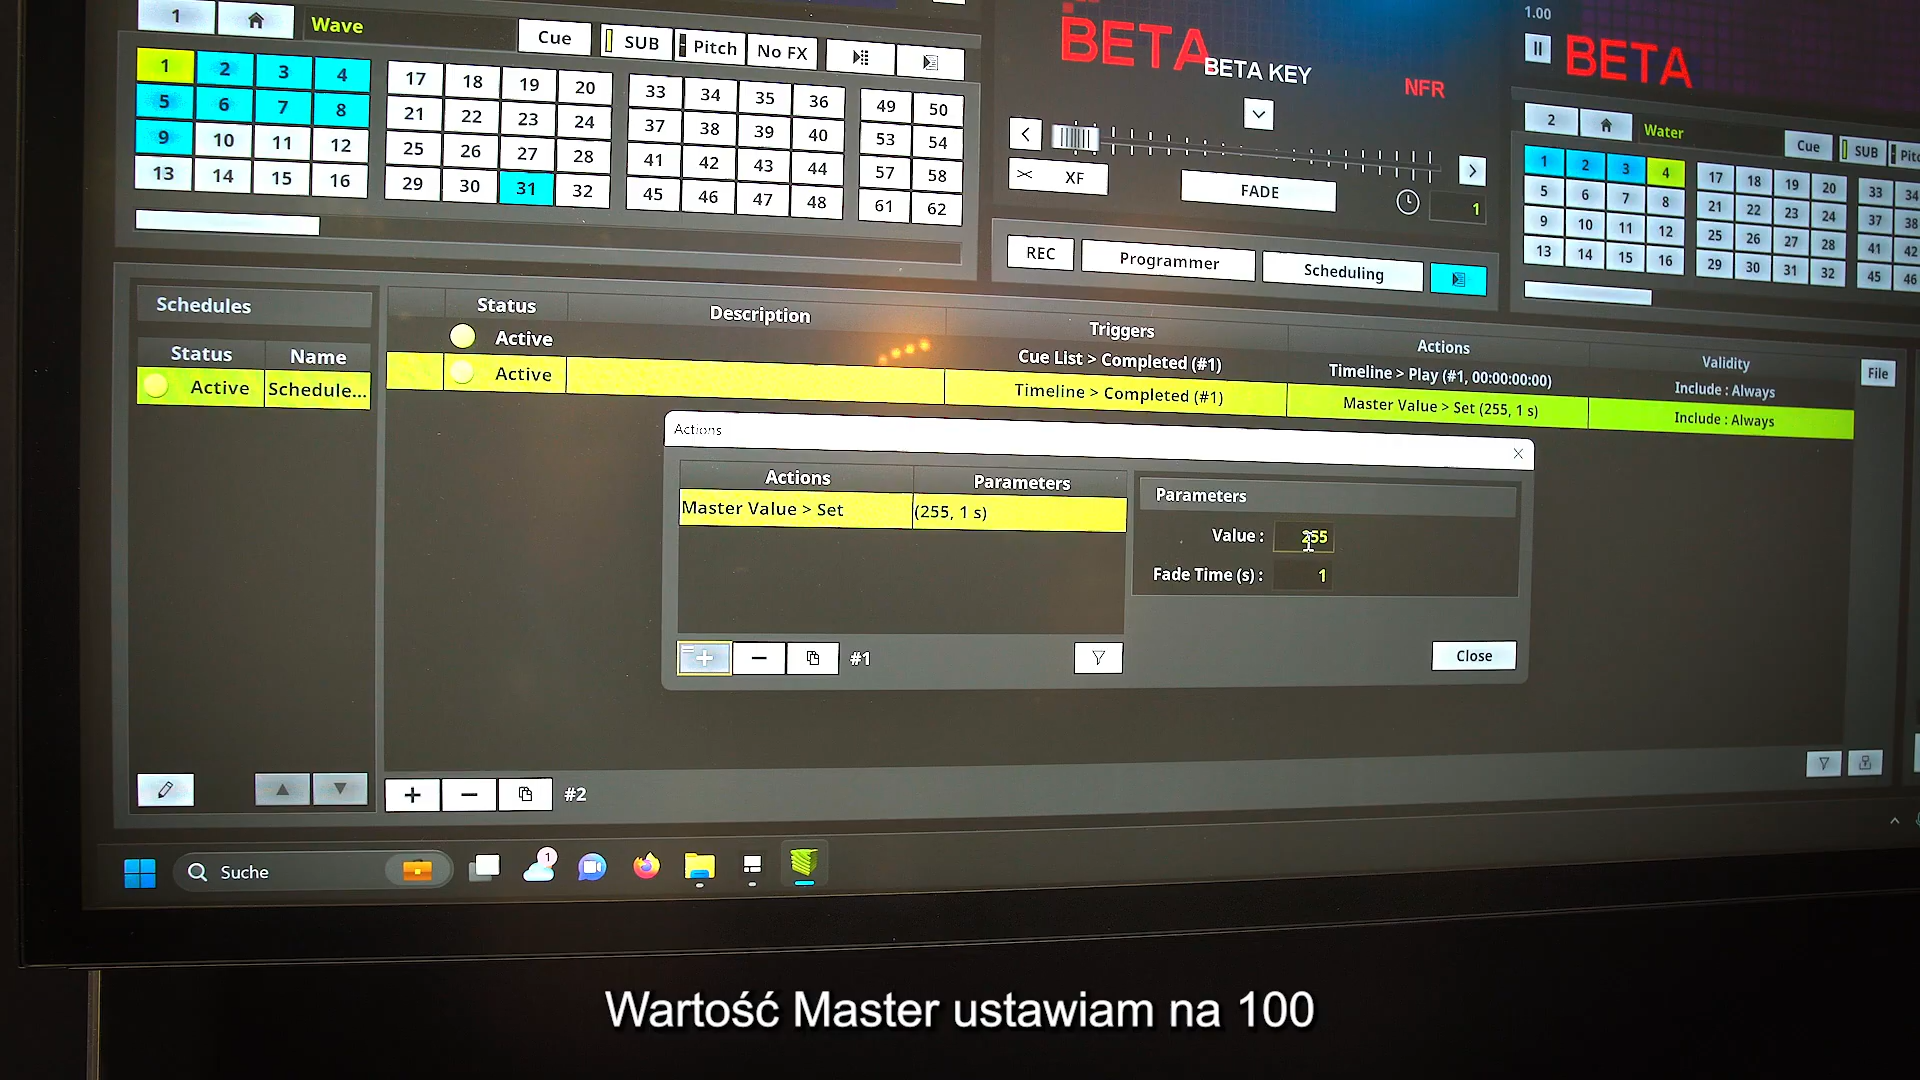 1
Wave
Cue
SUB
Pitch
No FX
1 2 3 4
5 6 7 8
9 10 11 12
13 14 15 16
17 18 19 20
21 22 23 24
25 26 27 28
29 30 31 32
33 34 35 36
37 38 39 40
41 42 43 44
45 46 47 48
49 50
53 54
57 58
61 62
BETA
BETA KEY
NFR
XF
FADE
1
REC
Programmer
Scheduling
1.00
BETA
2
Water
Cue
SUB
1 2 3 4
5 6 7 8
9 10 11 12
13 14 15 16
17 18 19 20
21 22 23 24
25 26 27 28
29 30 31 32
33 34
37 38
41 42
45 46
Schedules
Status Name
Active Schedule...
Status Description Triggers Actions Validity
Active Cue List > Completed (#1) Timeline > Play (#1, 00:00:00:00) Include : Always
Active Timeline > Completed (#1) Master Value > Set (255, 1 s) Include : Always
File
Actions
Actions Parameters
Master Value > Set (255, 1 s)
#1
Parameters
Value : 255
Fade Time (s) : 1
Close
#2
Suche
1
Wartość Master ustawiam na 100